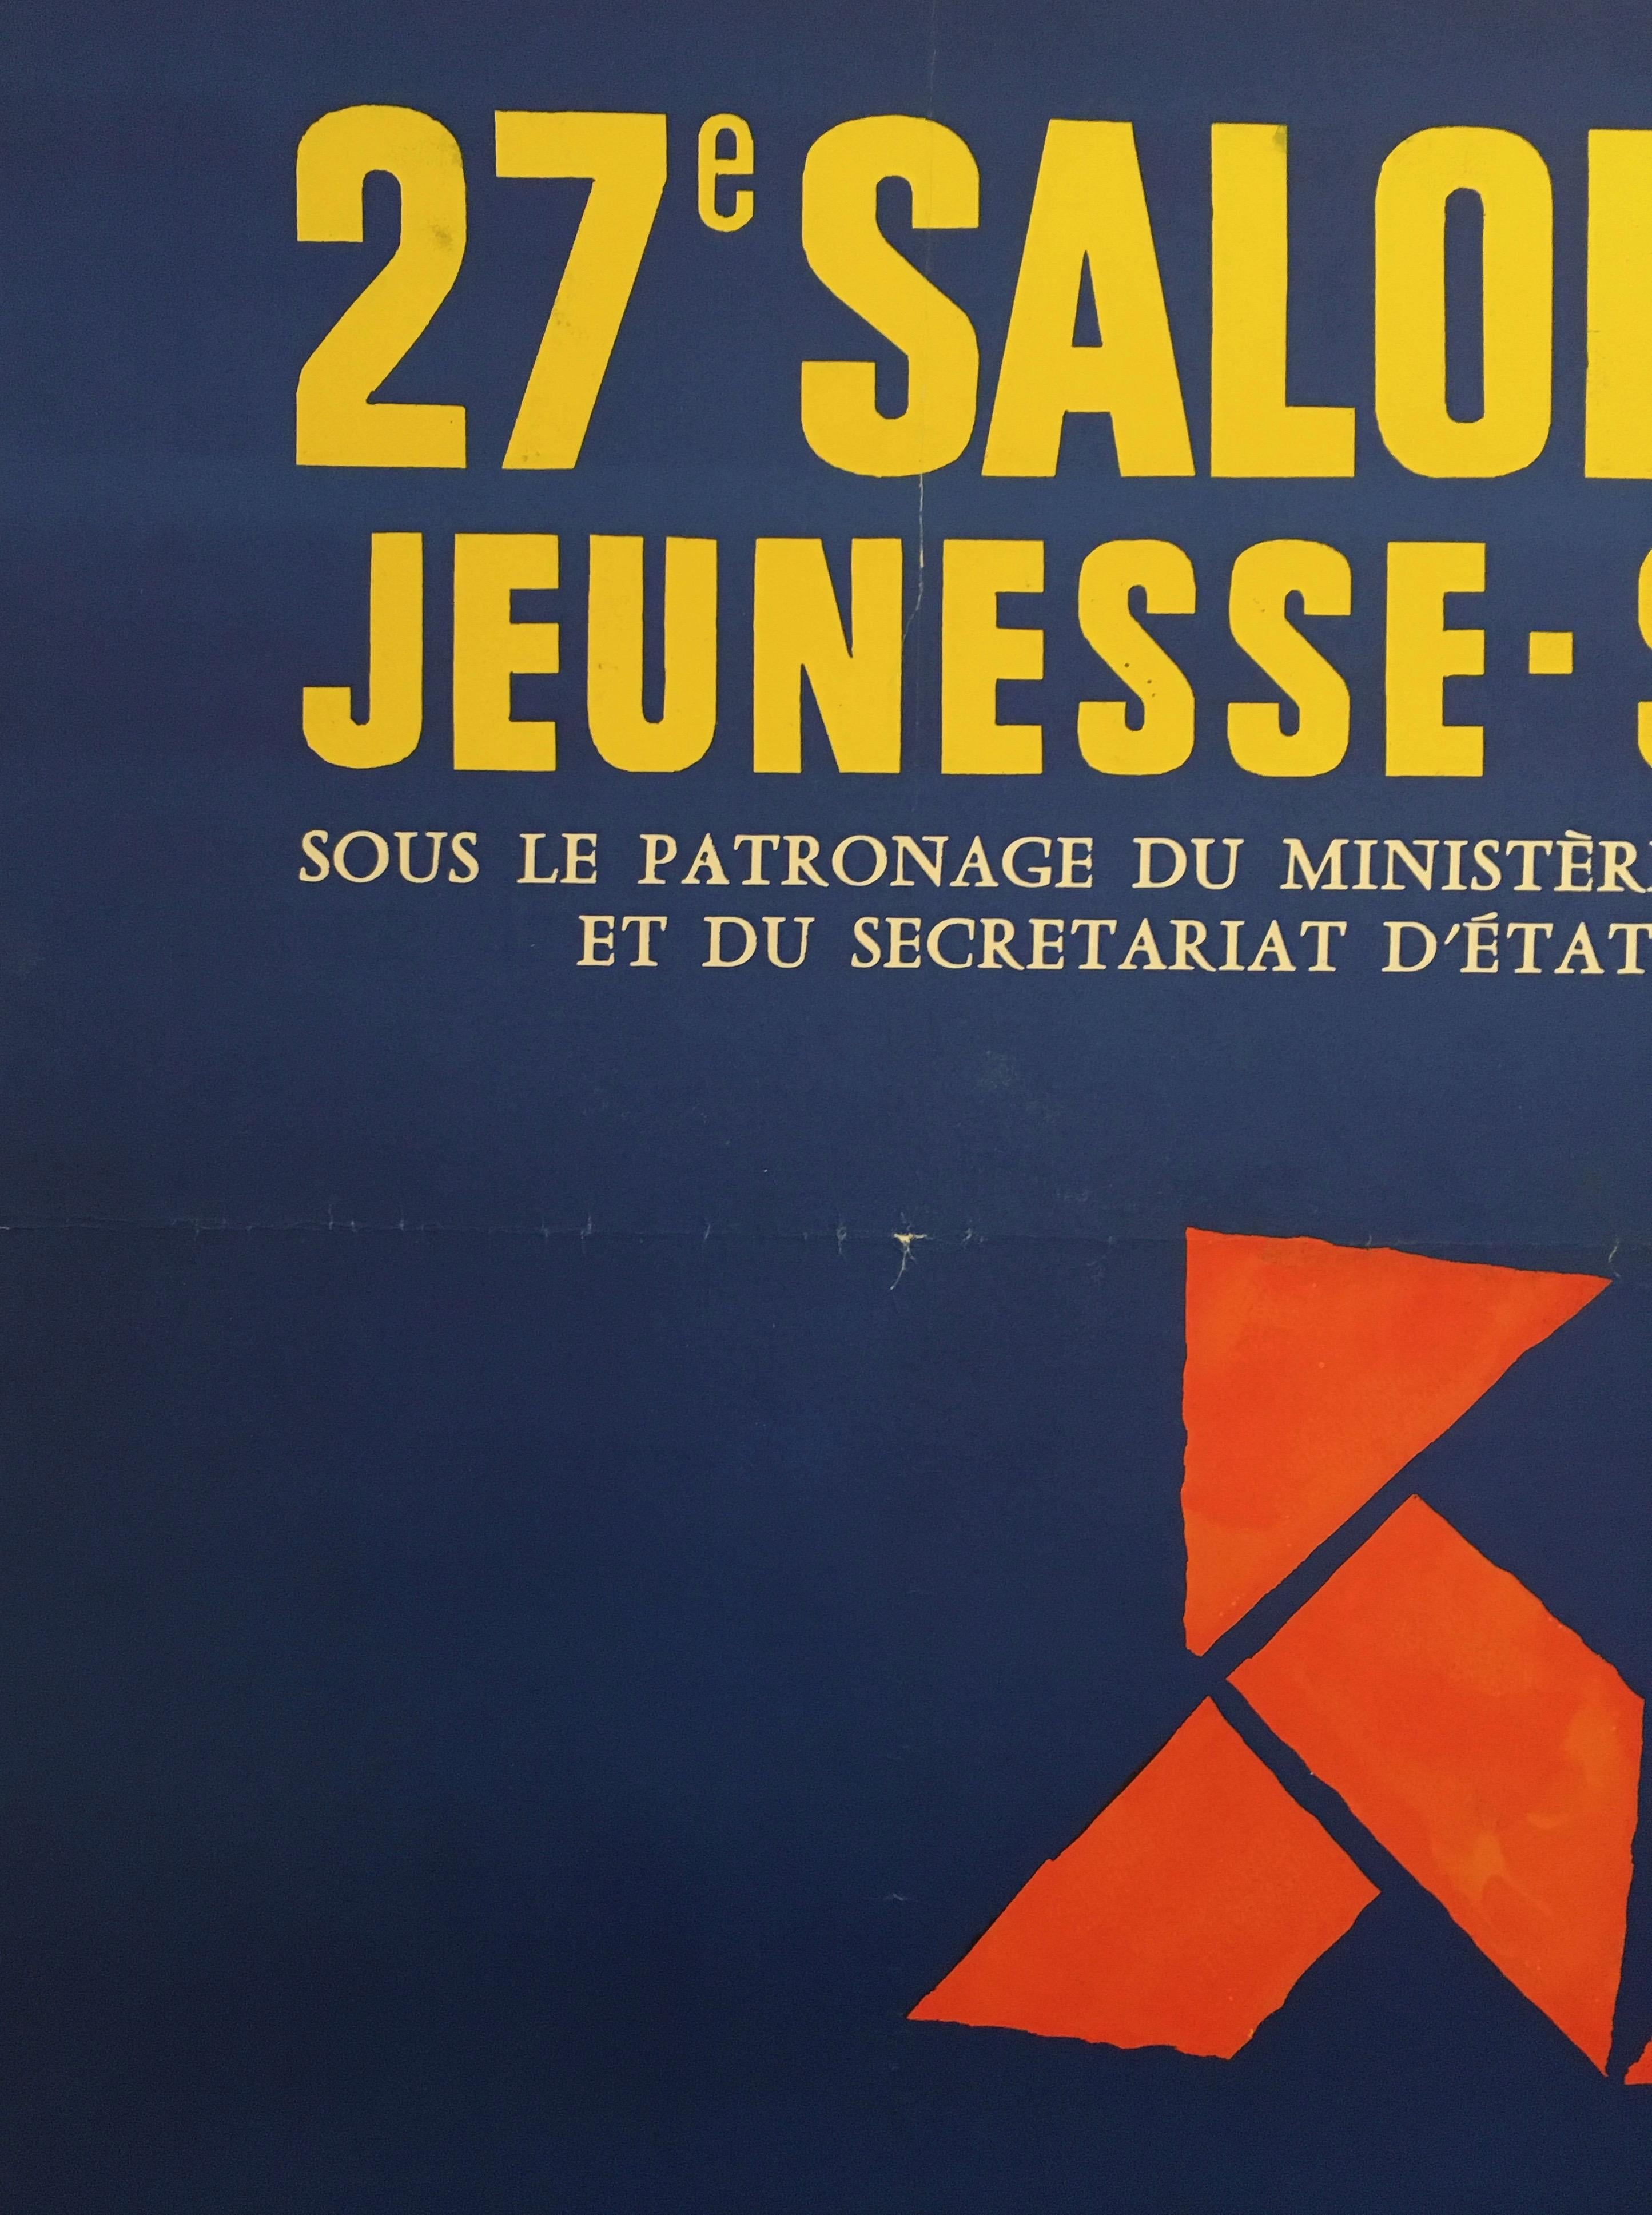 27e SALO
JEUNESSE ·
SOUS LE PATRONAGE DU MINISTÈR
ET DU SECRETARIAT D'ÉTAT